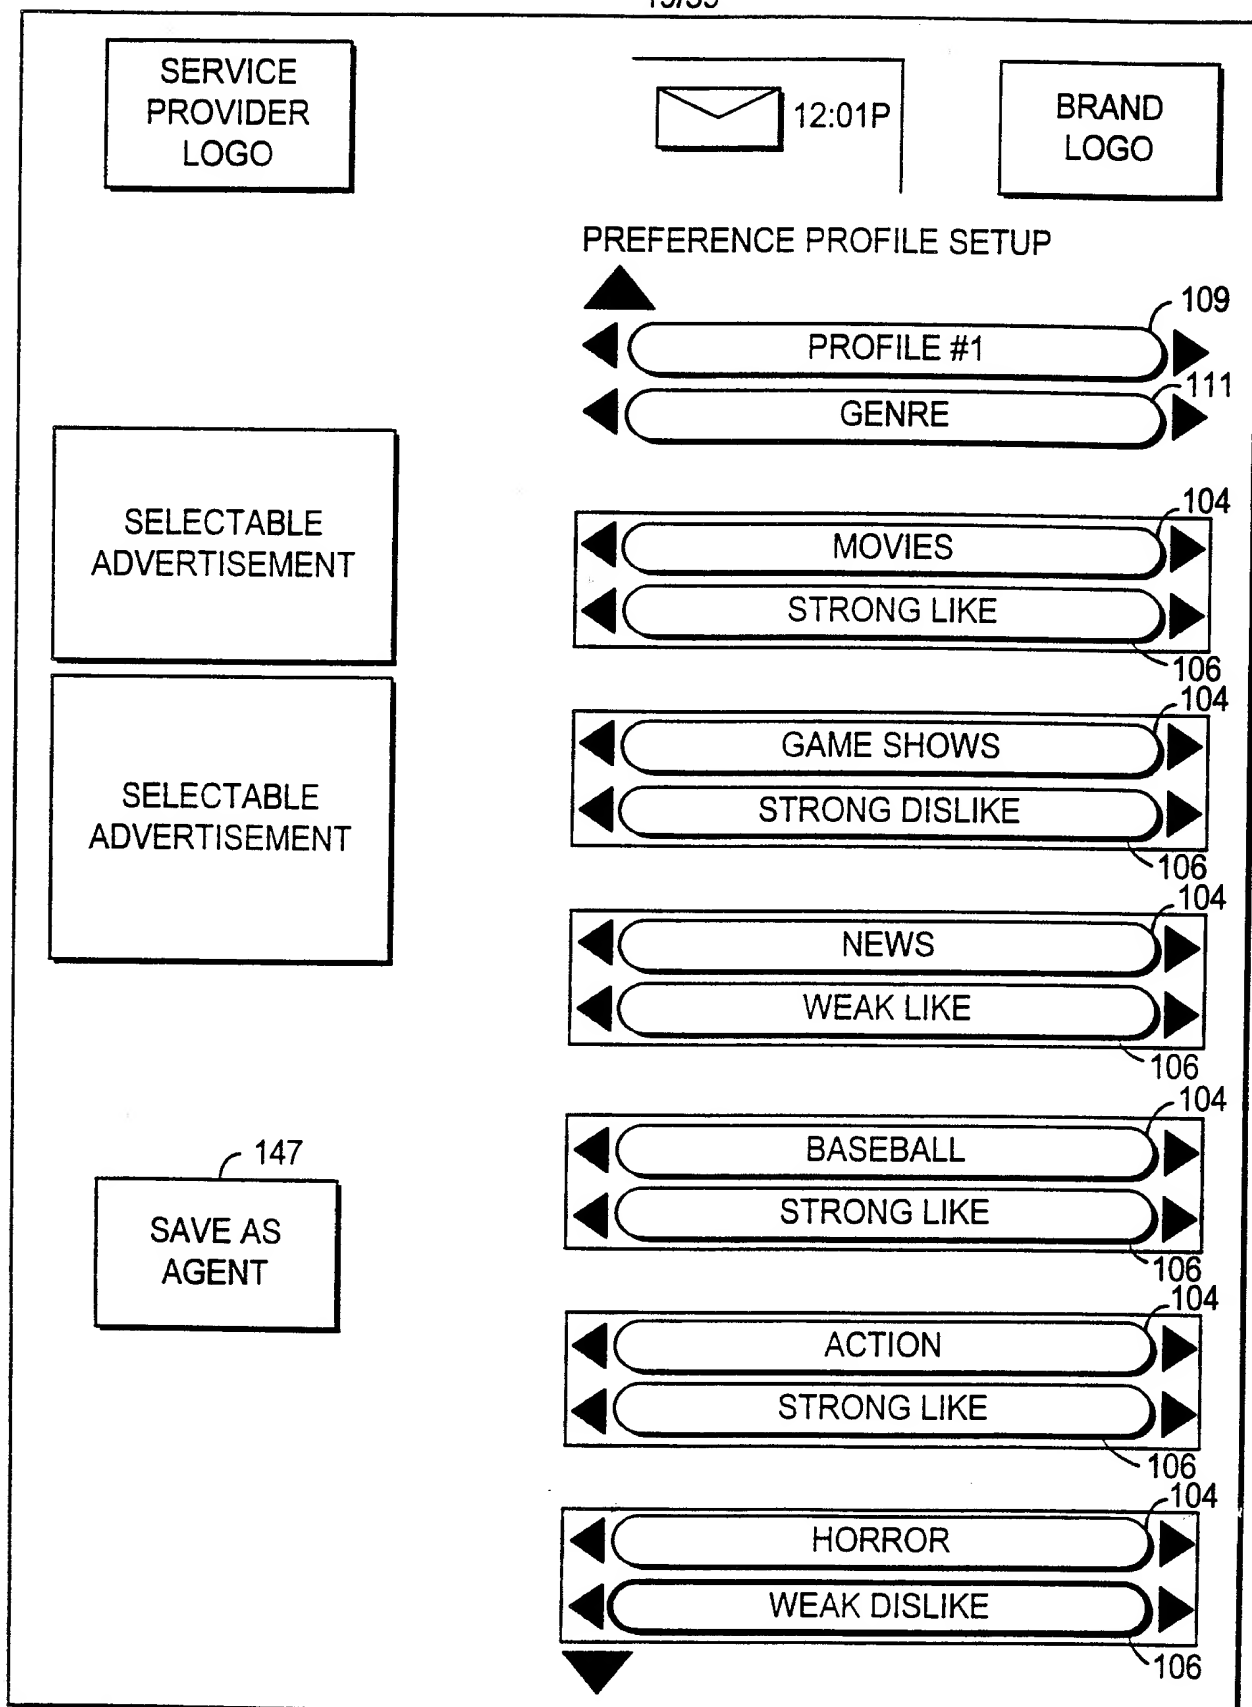 SERVICE
PROVIDER
LOGO
12:01P
BRAND
LOGO
PREFERENCE PROFILE SETUP
109
PROFILE #1
111
GENRE
SELECTABLE
ADVERTISEMENT
104
MOVIES
STRONG LIKE
106
SELECTABLE
ADVERTISEMENT
104
GAME SHOWS
STRONG DISLIKE
106
104
NEWS
WEAK LIKE
106
147
SAVE AS
AGENT
104
BASEBALL
STRONG LIKE
106
104
ACTION
STRONG LIKE
106
104
HORROR
WEAK DISLIKE
106